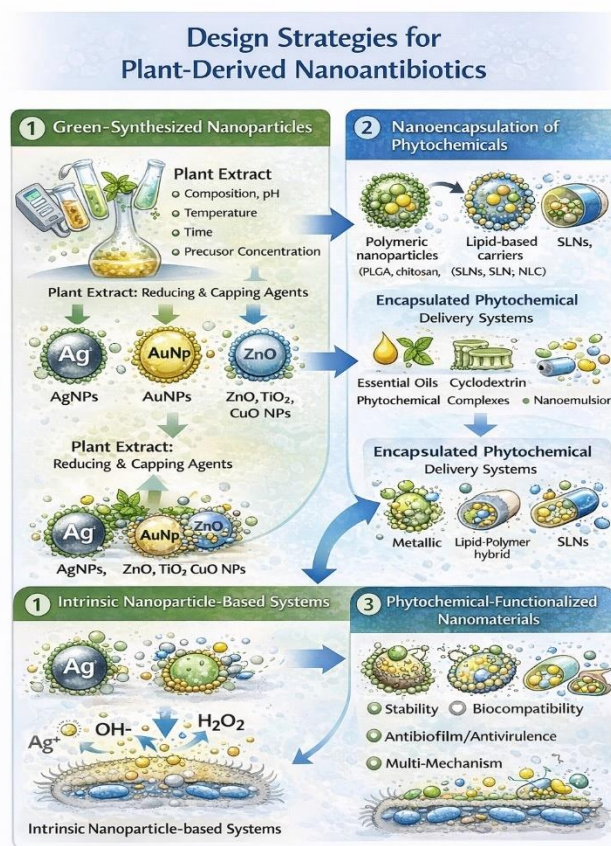 Design Strategies for
Plant-Derived Nanoantibiotics
1 Green-Synthesized Nanoparticles
Plant Extract
Composition, pH
Temperature
Time
Precusor Concentration
Plant Extract: Reducing & Capping Agents
Ag
AuNp
ZnO
AgNPs
AuNPs
ZnO, TiO2,
CuO NPs
Plant Extract:
Reducing & Capping Agents
Ag
AuNp
ZnO
AgNPs,
ZnO, TiO2 CuO NPs
2 Nanoencapsulation of
Phytochemicals
Polymeric
nanoparticles
(PLGA, chitosan,
Lipid-based
carriers
(SLNs, SLN; NLC)
SLNs,
Encapsulated Phytochemical
Delivery Systems
Essential Oils
Phytochemical
Cyclodextrin
Complexes
Nanoemulsion
Encapsulated Phytochemical
Delivery Systems
Metallic
Lipid-Polymer
hybrid
SLNs
1 Intrinsic Nanoparticle-Based Systems
Ag
Ag+
OH-
H2O2
Intrinsic Nanoparticle-based Systems
3 Phytochemical-Functionalized
Nanomaterials
Stability
Biocompatibility
Antibiofilm/Antivirulence
Multi-Mechanism